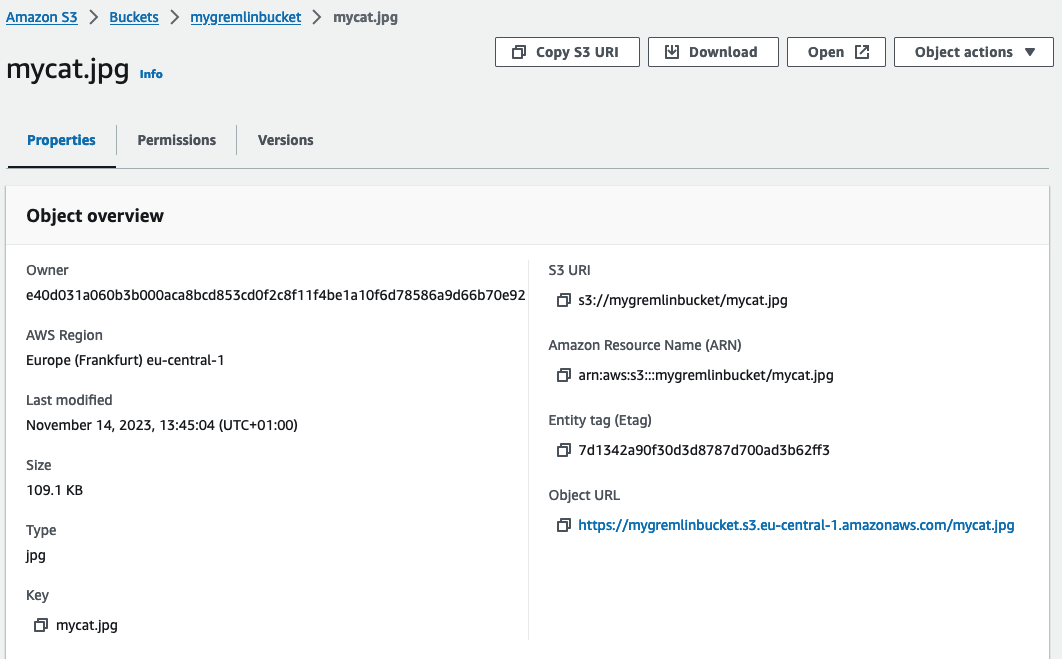 Amazon S3 > Buckets > mygremlinbucket > mycat.jpg
mycat.jpg Info
Copy S3 URI Download Open Object actions
Properties Permissions Versions
Object overview
Owner
e40d031a060b3b000aca8bcd853cd0f2c8f11f4be1a10f6d78586a9d66b70e92
AWS Region
Europe (Frankfurt) eu-central-1
Last modified
November 14, 2023, 13:45:04 (UTC+01:00)
Size
109.1 KB
Type
jpg
Key
mycat.jpg
S3 URI
s3://mygremlinbucket/mycat.jpg
Amazon Resource Name (ARN)
arn:aws:s3:::mygremlinbucket/mycat.jpg
Entity tag (Etag)
7d1342a90f30d3d8787d700ad3b62ff3
Object URL
https://mygremlinbucket.s3.eu-central-1.amazonaws.com/mycat.jpg